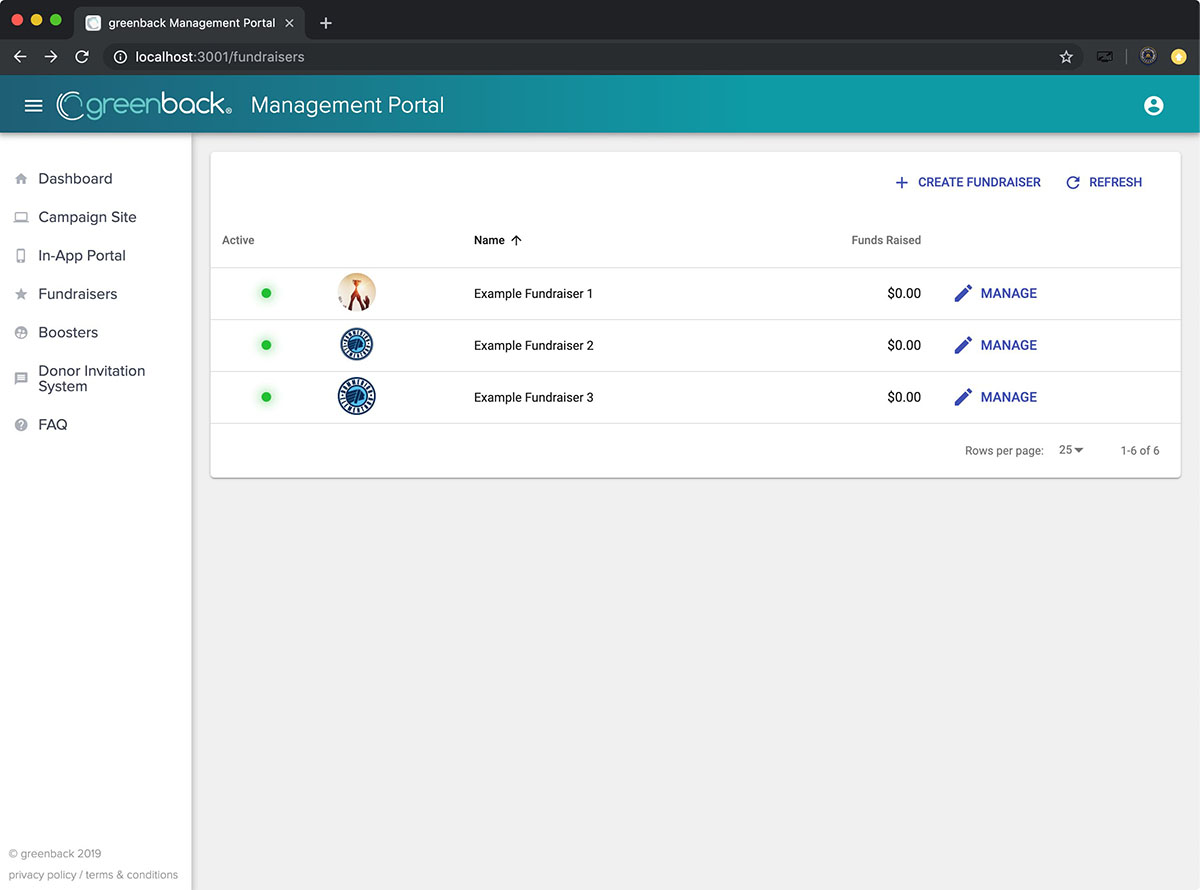 greenback Management Portal
localhost:3001/fundraisers
greenback® Management Portal
Dashboard
Campaign Site
In-App Portal
Fundraisers
Boosters
Donor Invitation
System
FAQ
CREATE FUNDRAISER REFRESH
Active Name Funds Raised
Example Fundraiser 1 $0.00 MANAGE
Example Fundraiser 2 $0.00 MANAGE
Example Fundraiser 3 $0.00 MANAGE
Rows per page: 25 1-6 of 6
© greenback 2019
privacy policy / terms & conditions